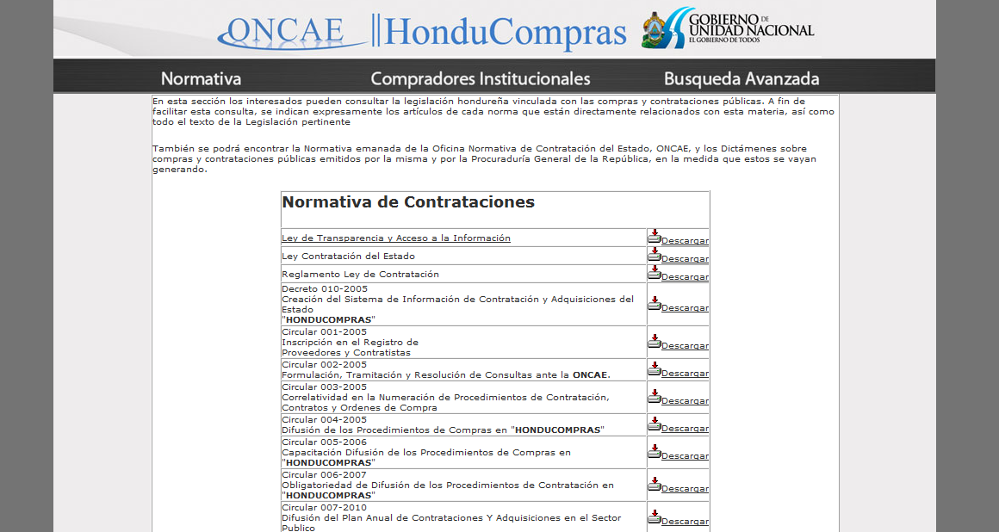 ONCAE ||HonduCompras GOBIERNO DE
UNIDAD NACIONAL
EL GOBIERNO DE TODOS
Normativa Compradores Institucionales Busqueda Avanzada
En esta sección los interesados pueden consultar la legislación hondureña vinculada con las compras y contrataciones públicas. A fin de
facilitar esta consulta, se indican expresamente los artículos de cada norma que están directamente relacionados con esta materia, así como
todo el texto de la Legislación pertinente
También se podrá encontrar la Normativa emanada de la Oficina Normativa de Contratación del Estado, ONCAE, y los Dictámenes sobre
compras y contrataciones públicas emitidos por la misma y por la Procuraduría General de la República, en la medida que estos se vayan
generando.
Normativa de Contrataciones
Ley de Transparencia y Acceso a la Información Descargar
Ley Contratación del Estado Descargar
Reglamento Ley de Contratación Descargar
Decreto 010-2005
Creación del Sistema de Información de Contratación y Adquisiciones del
Estado
"HONDUCOMPRAS" Descargar
Circular 001-2005
Inscripción en el Registro de
Proveedores y Contratistas Descargar
Circular 002-2005
Formulación, Tramitación y Resolución de Consultas ante la ONCAE. Descargar
Circular 003-2005
Correlatividad en la Numeración de Procedimientos de Contratación,
Contratos y Ordenes de Compra Descargar
Circular 004-2005
Difusión de los Procedimientos de Compras en "HONDUCOMPRAS" Descargar
Circular 005-2006
Capacitación Difusión de los Procedimientos de Compras en
"HONDUCOMPRAS" Descargar
Circular 006-2007
Obligatoriedad de Difusión de los Procedimientos de Contratación en
"HONDUCOMPRAS" Descargar
Circular 007-2010
Difusión del Plan Anual de Contrataciones Y Adquisiciones en el Sector
Publico Descargar